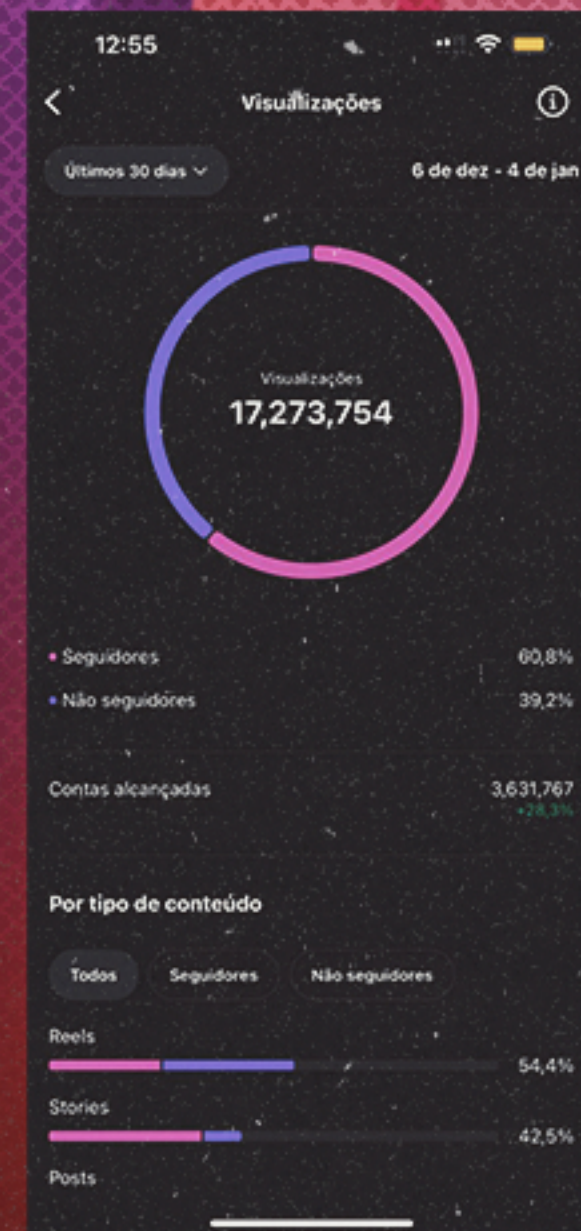 12:55
Visualizações
Últimos 30 dias
6 de dez - 4 de jan
Visualizações
17,273,754
Seguidores 60,8%
Não seguidores 39,2%
Contas alcançadas 3,631,767
+28,3%
Por tipo de conteúdo
Todos Seguidores Não seguidores
Reels
54,4%
Stories
42,5%
Posts